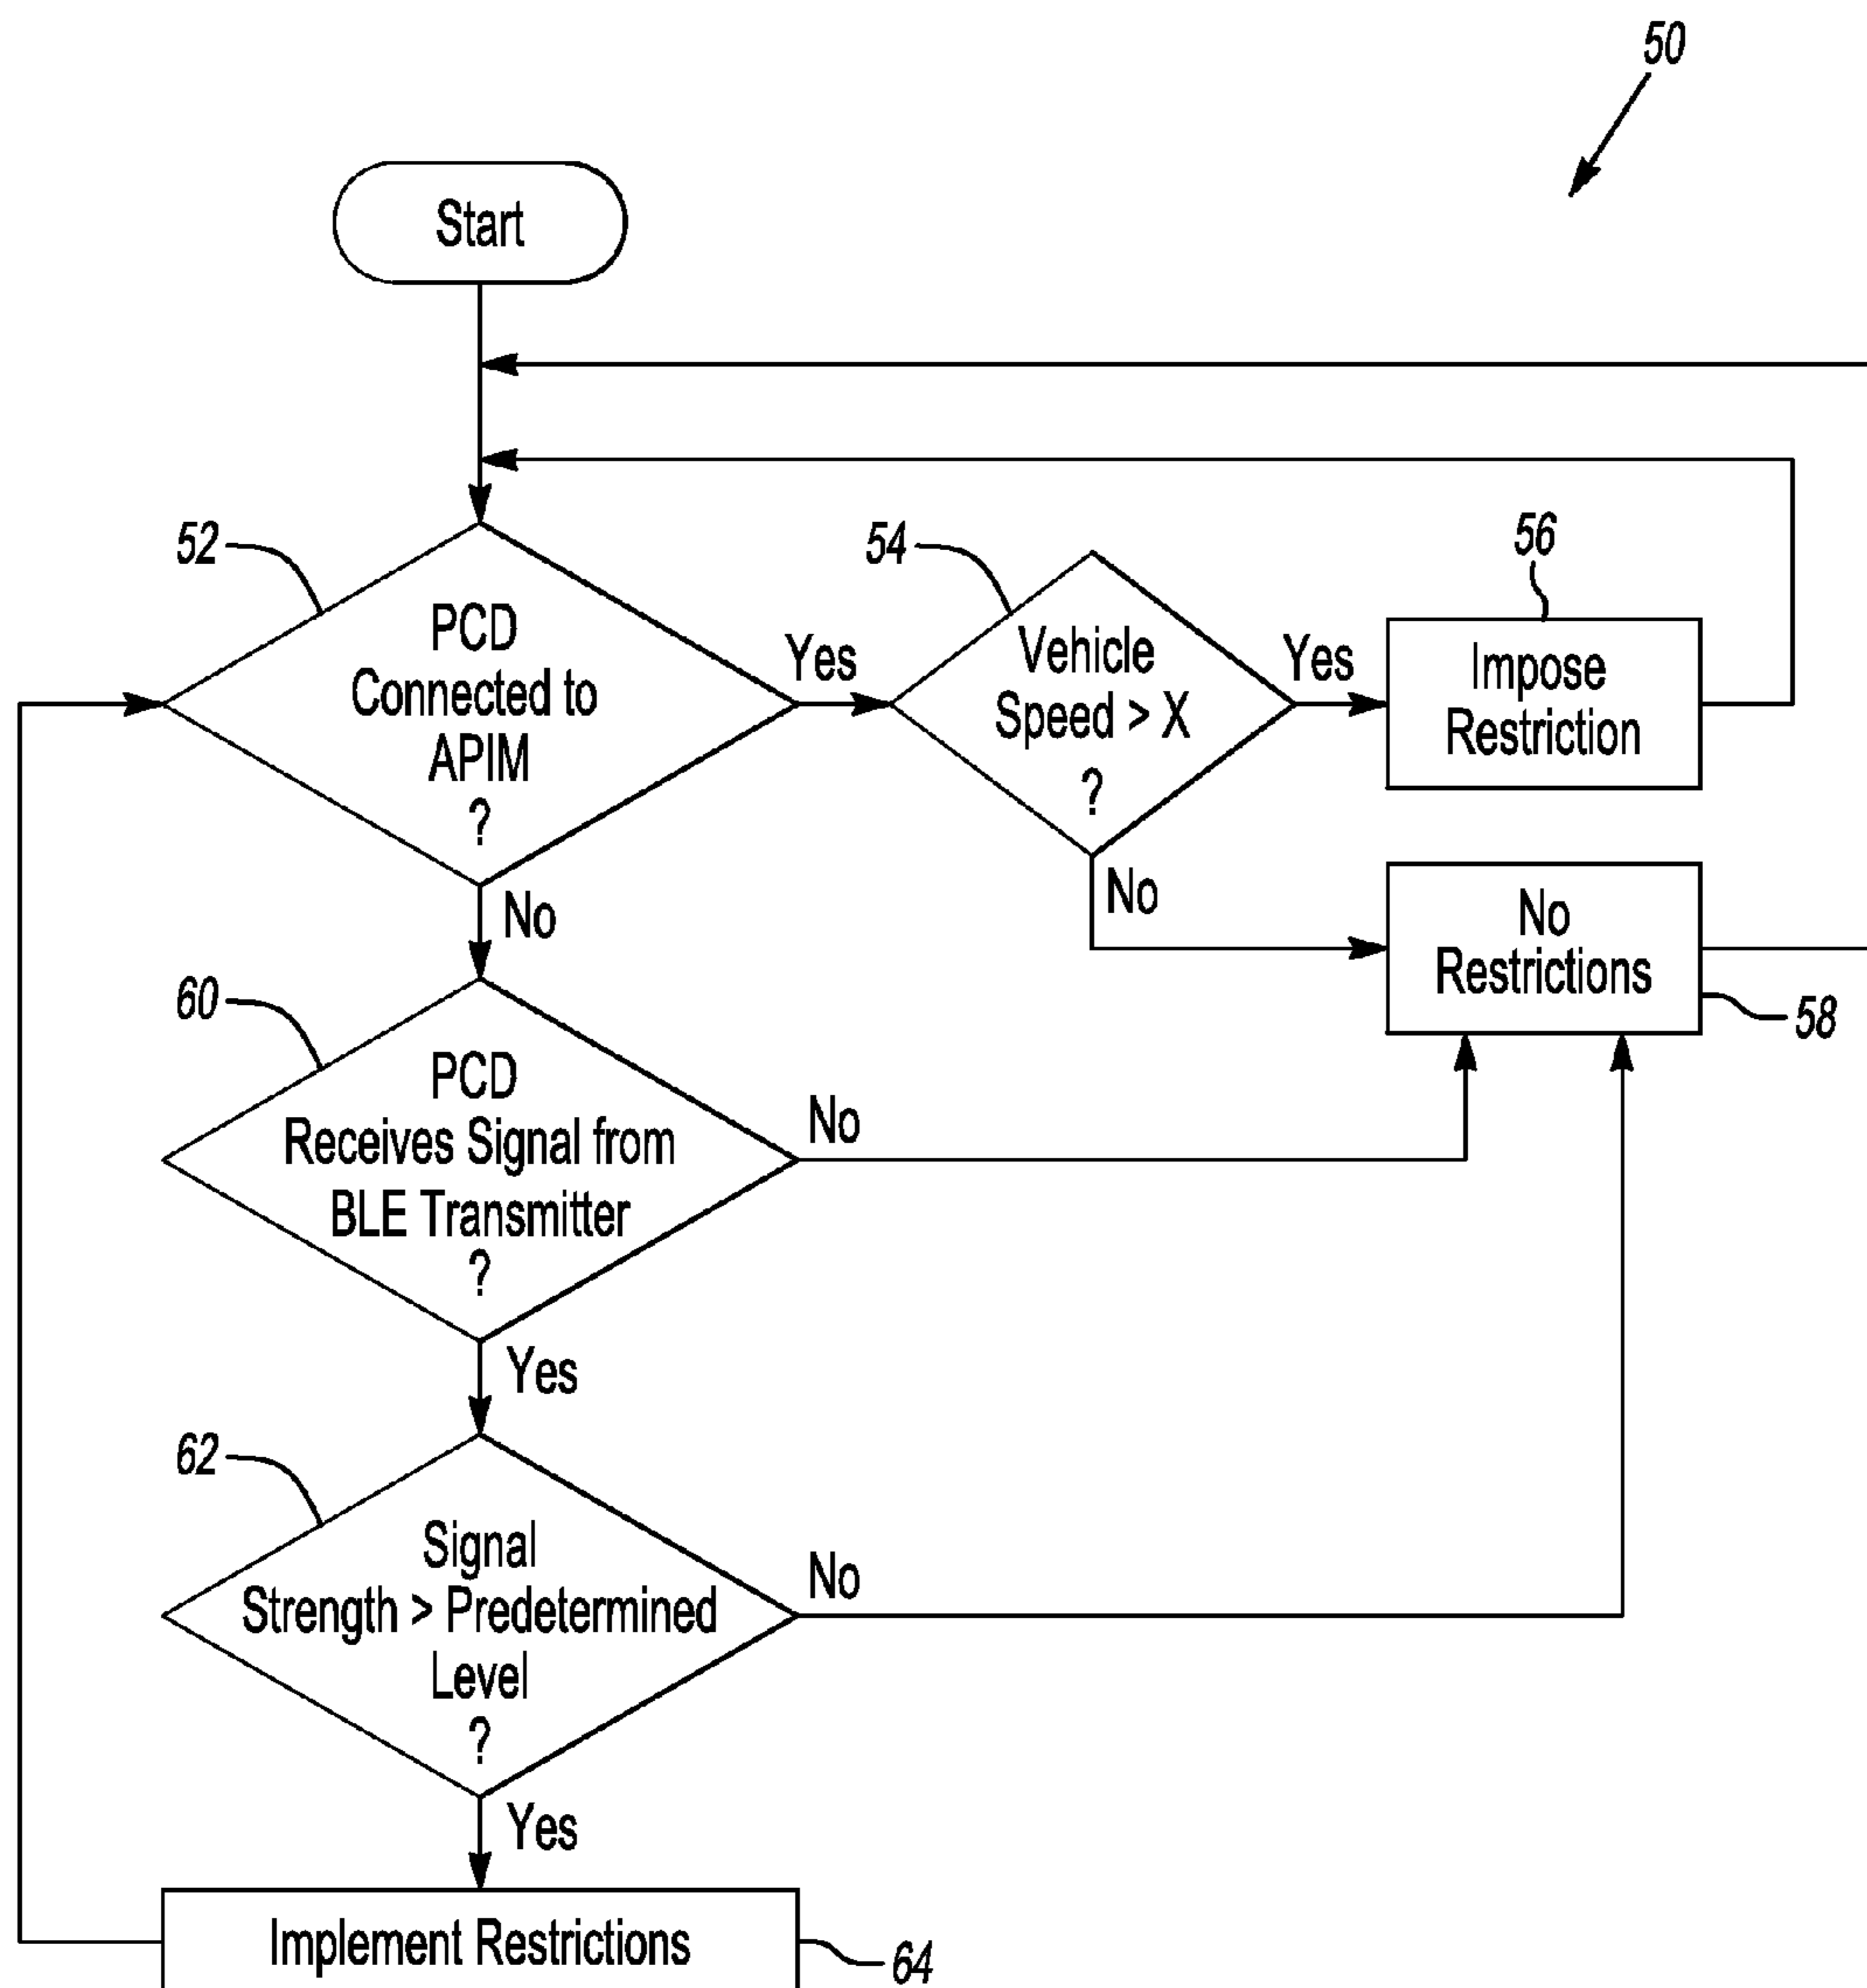 50
Start
52
PCD
Connected to
APIM
?
Yes
54
Vehicle
Speed > X
?
Yes
56
Impose
Restriction
No
No
No
Restrictions
58
60
PCD
Receives Signal from
BLE Transmitter
?
No
Yes
62
Signal
Strength > Predetermined
Level
?
No
Yes
Implement Restrictions
64